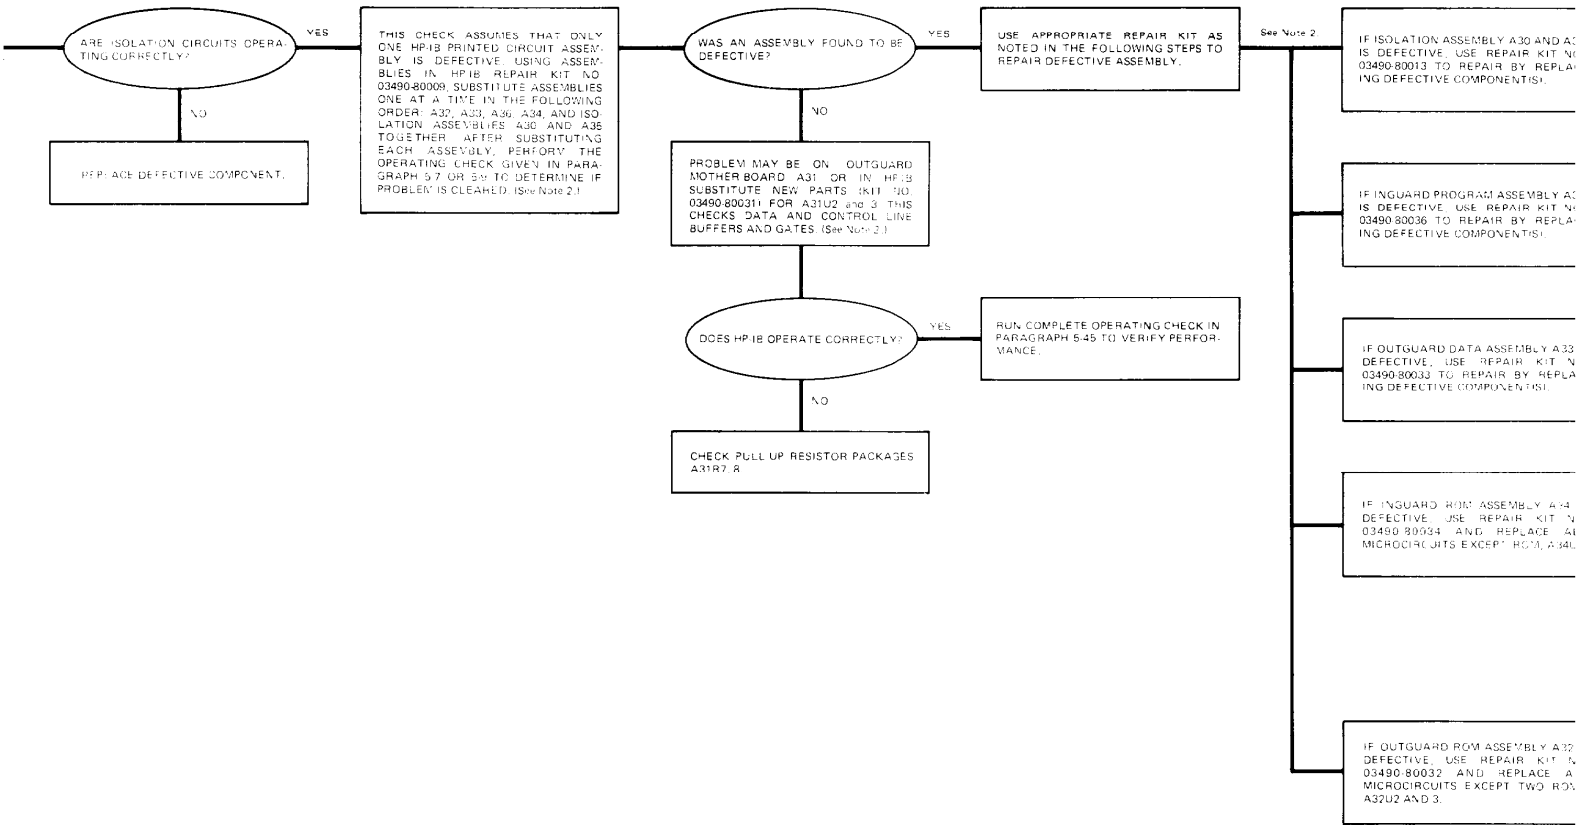 ARE ISOLATION CIRCUITS OPERA-
TING CORRECTLY?
YES
NO
REPLACE DEFECTIVE COMPONENT.
THIS CHECK ASSUMES THAT ONLY
ONE HP-IB PRINTED CIRCUIT ASSEM-
BLY IS DEFECTIVE. USING ASSEM-
BLIES IN HP-IB REPAIR KIT NO.
03490-80009, SUBSTITUTE ASSEMBLIES
ONE AT A TIME IN THE FOLLOWING
ORDER: A32, A33, A36, A34, AND ISO-
LATION ASSEMBLIES A30 AND A35
TOGETHER. AFTER SUBSTITUTING
EACH ASSEMBLY, PERFORM THE
OPERATING CHECK GIVEN IN PARA-
GRAPH 5-7 OR 5-9 TO DETERMINE IF
PROBLEM IS CLEARED. (See Note 2.)
WAS AN ASSEMBLY FOUND TO BE
DEFECTIVE?
YES
NO
PROBLEM MAY BE ON OUTGUARD
MOTHER BOARD A31 OR IN HP-IB
SUBSTITUTE NEW PARTS (KIT NO.
03490-80031) FOR A31U2 and 3. THIS
CHECKS DATA AND CONTROL LINE
BUFFERS AND GATES. (See Note 2.)
DOES HP-IB OPERATE CORRECTLY?
YES
NO
CHECK PULL UP RESISTOR PACKAGES
A31R7, 8
USE APPROPRIATE REPAIR KIT AS
NOTED IN THE FOLLOWING STEPS TO
REPAIR DEFECTIVE ASSEMBLY.
RUN COMPLETE OPERATING CHECK IN
PARAGRAPH 5-45 TO VERIFY PERFOR-
MANCE.
See Note 2.
IF ISOLATION ASSEMBLY A30 AND A3
IS DEFECTIVE, USE REPAIR KIT NO
03490-80013 TO REPAIR BY REPLA
ING DEFECTIVE COMPONENT(S).
IF INGUARD PROGRAM ASSEMBLY A3
IS DEFECTIVE, USE REPAIR KIT NO
03490-80036 TO REPAIR BY REPLA
ING DEFECTIVE COMPONENT(S).
IF OUTGUARD DATA ASSEMBLY A33
DEFECTIVE, USE REPAIR KIT N
03490-80033 TO REPAIR BY REPLA
ING DEFECTIVE COMPONENT(S).
IF INGUARD ROM ASSEMBLY A34
DEFECTIVE, USE REPAIR KIT N
03490-80034 AND REPLACE AL
MICROCIRCUITS EXCEPT ROM, A34U
IF OUTGUARD ROM ASSEMBLY A32
DEFECTIVE, USE REPAIR KIT N
03490-80032 AND REPLACE A
MICROCIRCUITS EXCEPT TWO ROM
A32U2 AND 3.